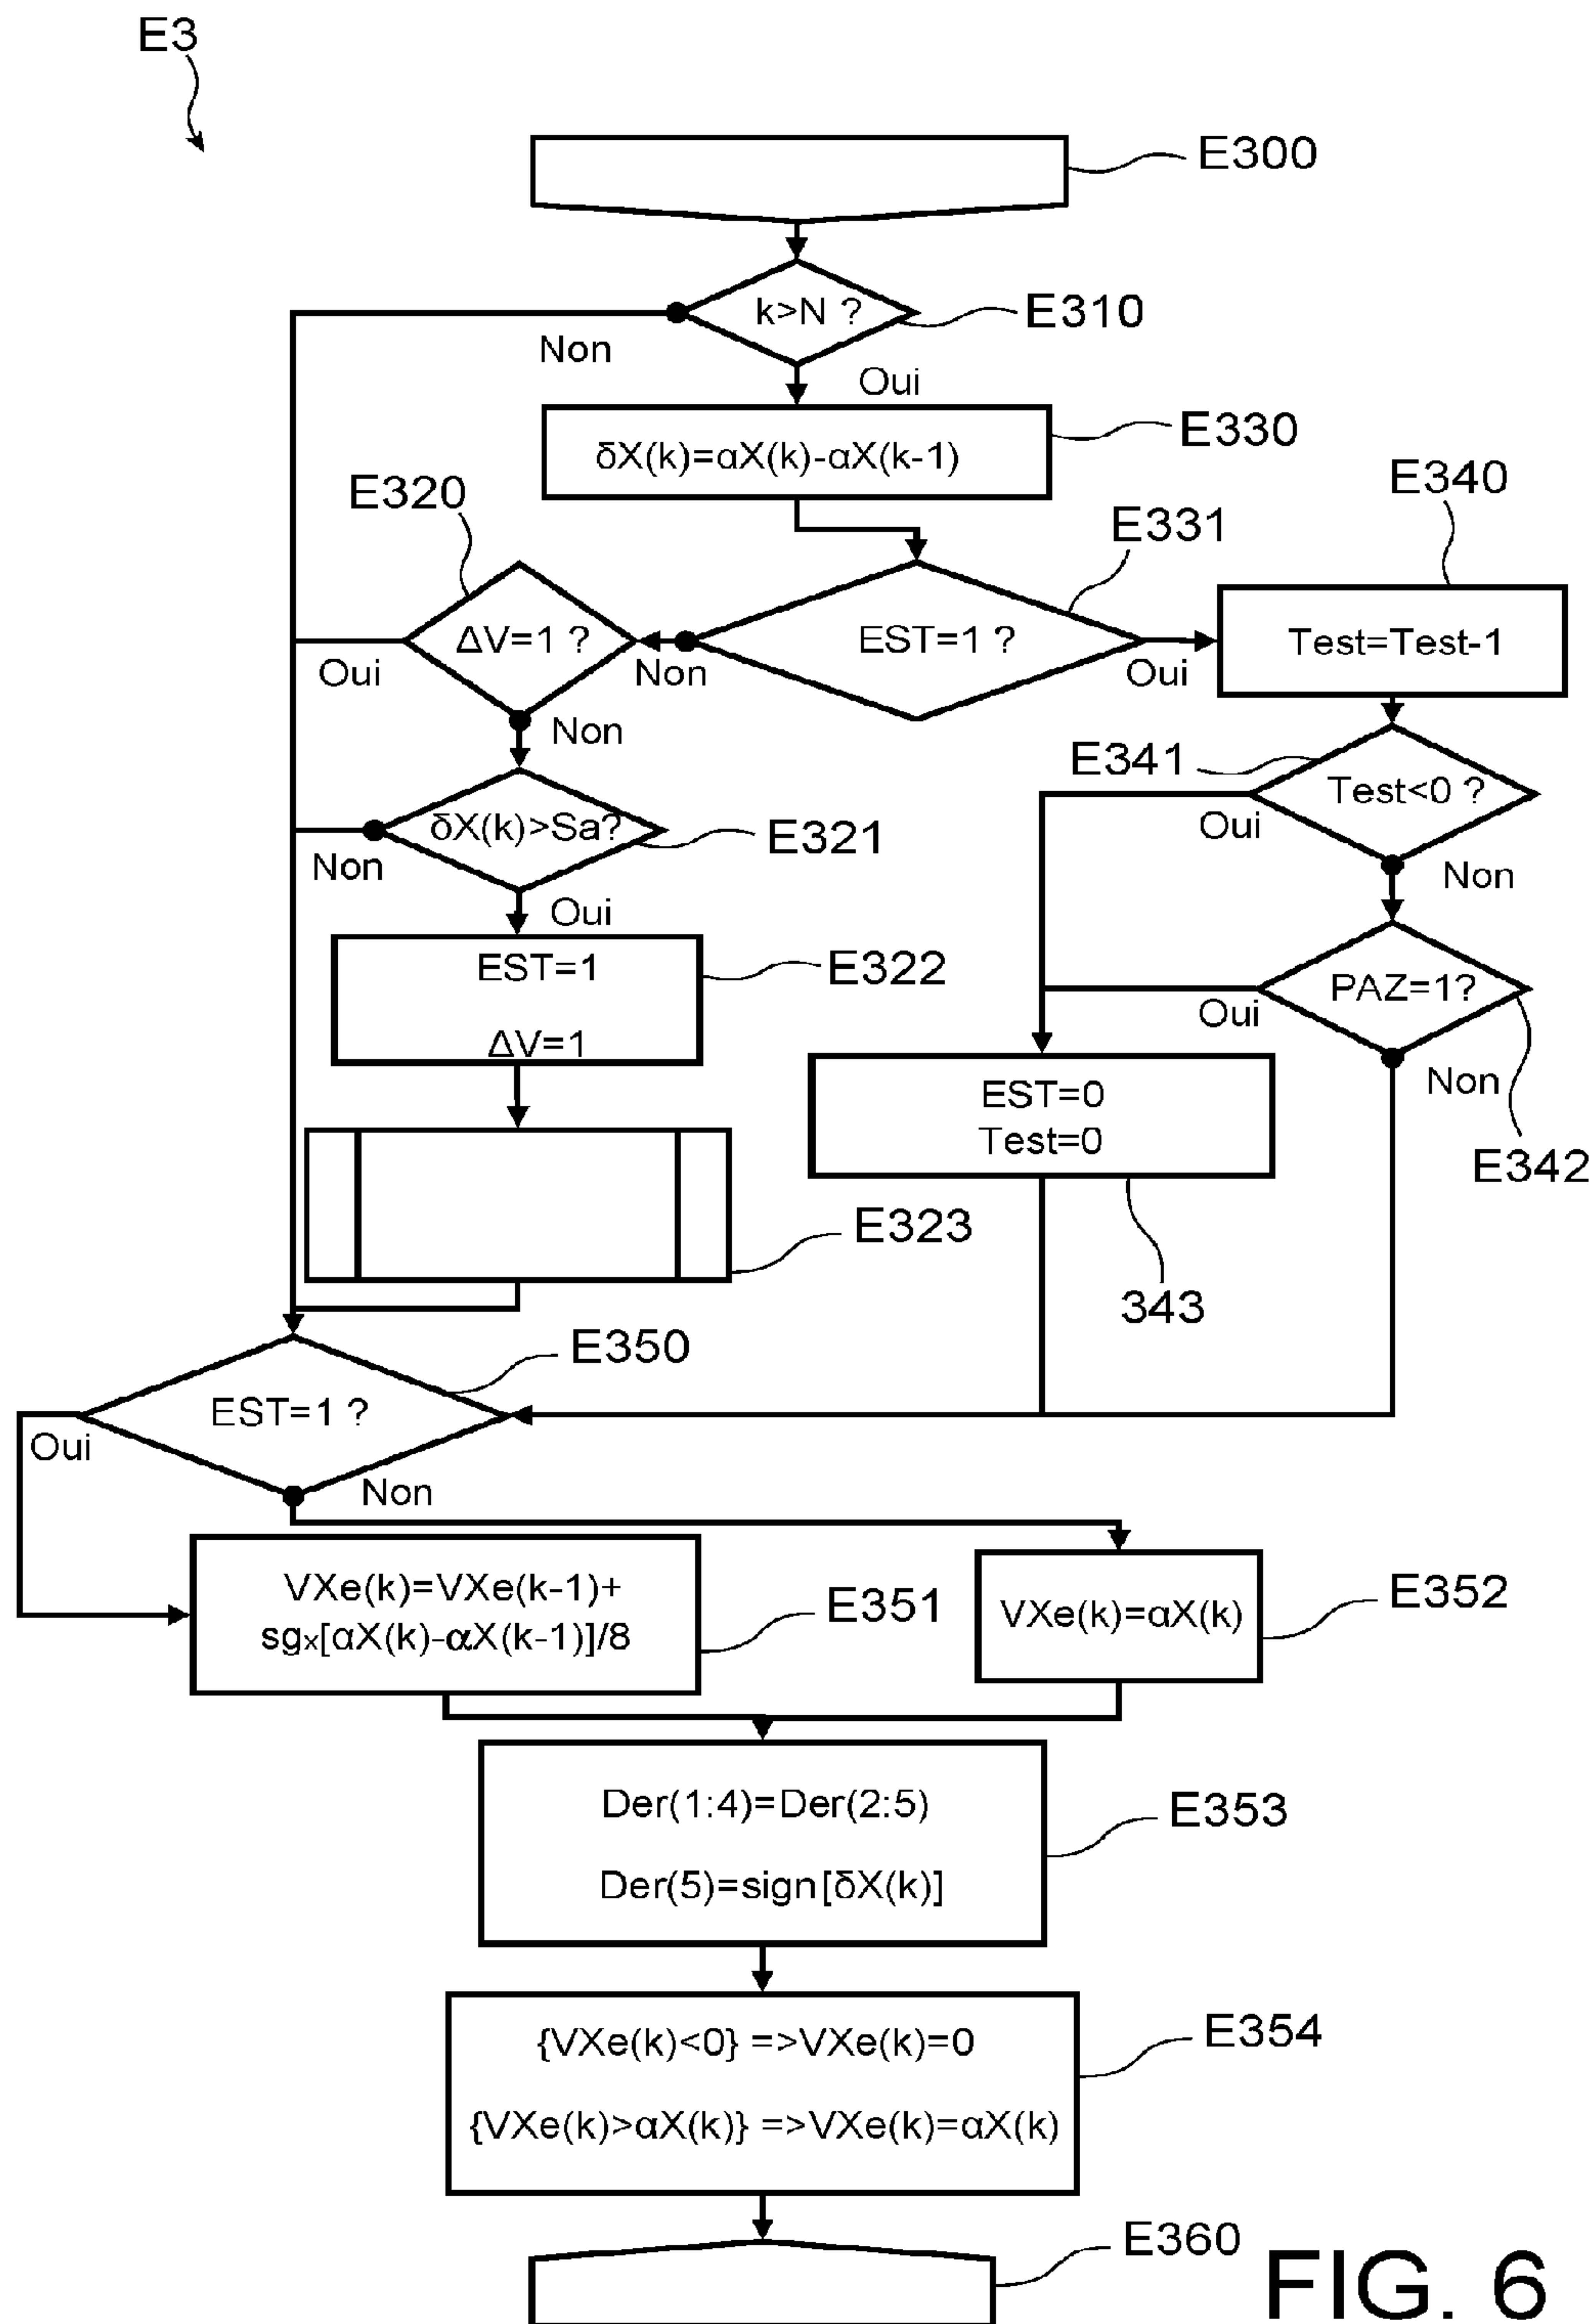 E3
E300
k>N ?
E310
Non
Oui
δX(k)=αX(k)-αX(k-1)
E330
E320
E331
E340
ΔV=1 ?
EST=1 ?
Test=Test-1
Oui
Non
Oui
Non
E341
Test<0 ?
δX(k)>Sa?
E321
Oui
Non
Non
Oui
EST=1
ΔV=1
E322
PAZ=1?
Oui
Non
EST=0
Test=0
E342
E323
343
E350
EST=1 ?
Oui
Non
VXe(k)=VXe(k-1)+
sgx[αX(k)-αX(k-1)]/8
E351
VXe(k)=αX(k)
E352
Der(1:4)=Der(2:5)
Der(5)=sign[δX(k)]
E353
{VXe(k)<0} =>VXe(k)=0
{VXe(k)>αX(k)} =>VXe(k)=αX(k)
E354
E360
FIG. 6